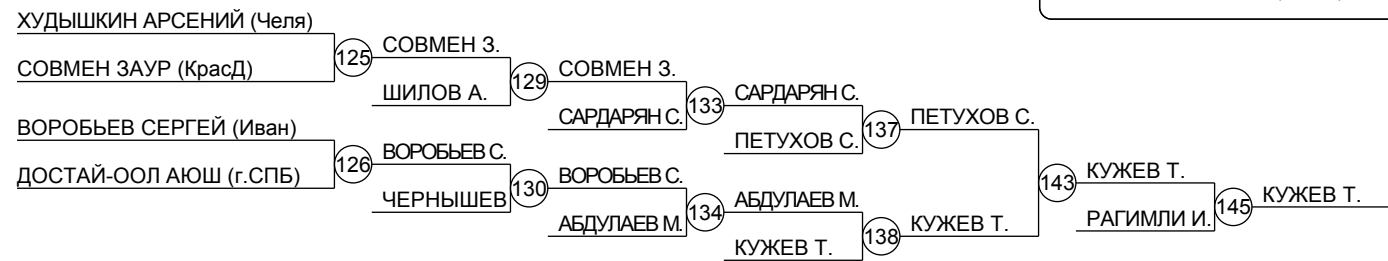 ХУДЫШКИН АРСЕНИЙ (Челя)
СОВМЕН ЗАУР (КрасД)
125
СОВМЕН З.
ШИЛОВ А.
129
СОВМЕН З.
САРДАРЯН С.
133
САРДАРЯН С.
ПЕТУХОВ С.
137
ПЕТУХОВ С.
ВОРОБЬЕВ СЕРГЕЙ (Иван)
ДОСТАЙ-ООЛ АЮШ (г.СПБ)
126
ВОРОБЬЕВ С.
ЧЕРНЫШЕВ
130
ВОРОБЬЕВ С.
АБДУЛАЕВ М.
134
АБДУЛАЕВ М.
КУЖЕВ Т.
138
КУЖЕВ Т.
143
КУЖЕВ Т.
РАГИМЛИ И.
145
КУЖЕВ Т.